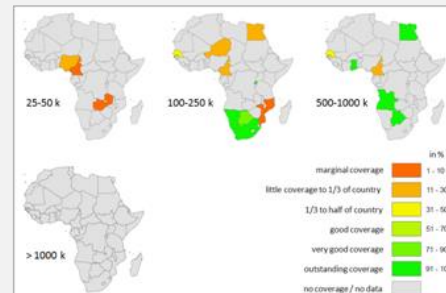 25-50 k
100-250 k
500-1000 k
> 1000 k
in %
marginal coverage 1 - 10
little coverage to 1/3 of country 11 - 30
1/3 to half of country 31 - 50
good coverage 51 - 70
very good coverage 71 - 90
outstanding coverage 91 - 10
no coverage / no data